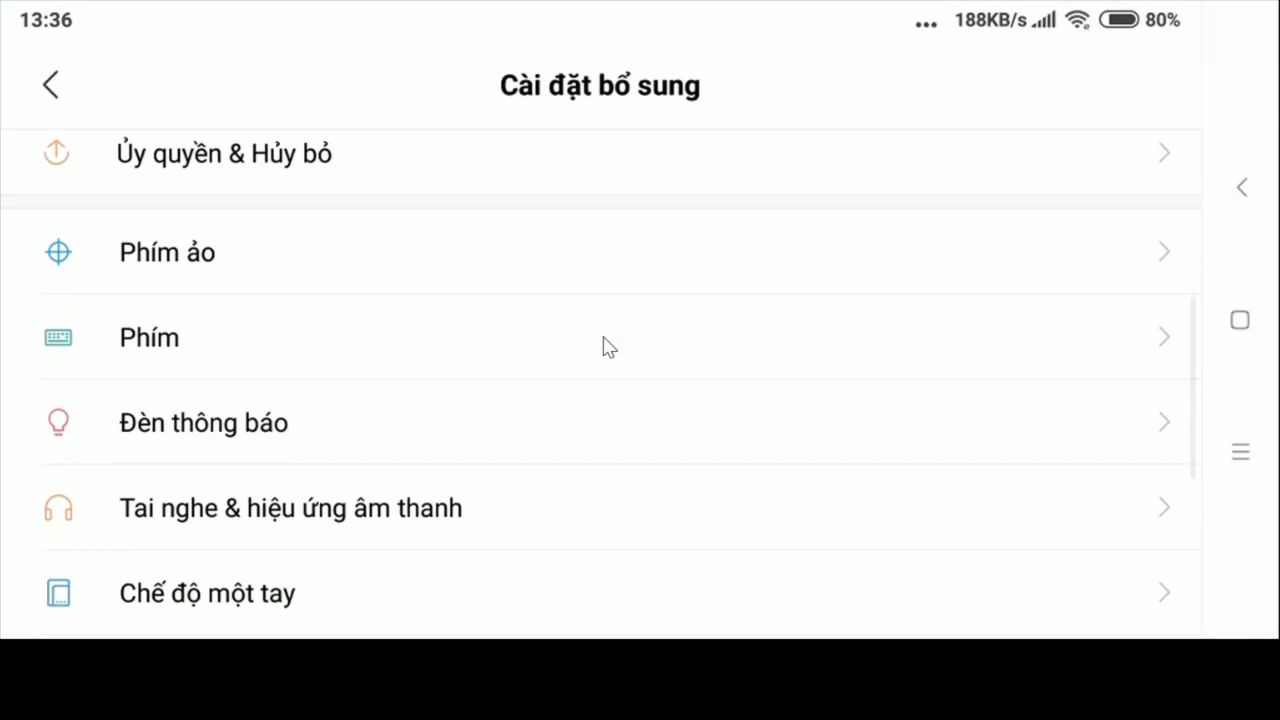 13:36
... 188KB/s 80%
Cài đặt bổ sung
Ủy quyền & Hủy bỏ
Phím ảo
Phím
Đèn thông báo
Tai nghe & hiệu ứng âm thanh
Chế độ một tay